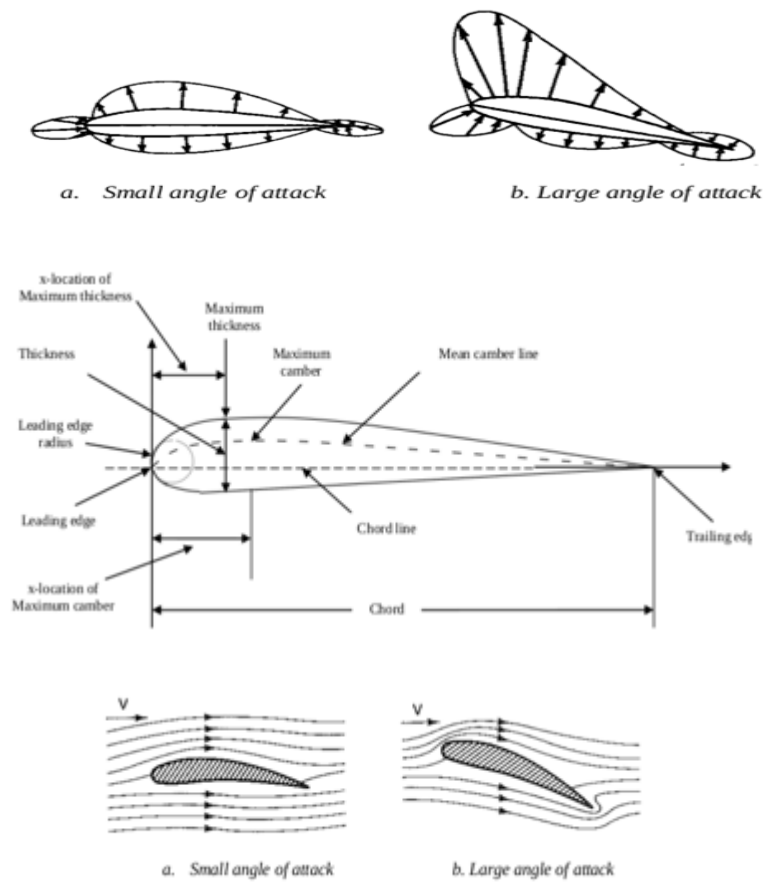 a. Small angle of attack
b. Large angle of attack
x-location of
Maximum thickness
Maximum
thickness
Thickness
Maximum
camber
Mean camber line
Leading edge
radius
Leading edge
Chord line
Trailing edg
x-location of
Maximum camber
Chord
V
V
a. Small angle of attack
b. Large angle of attack